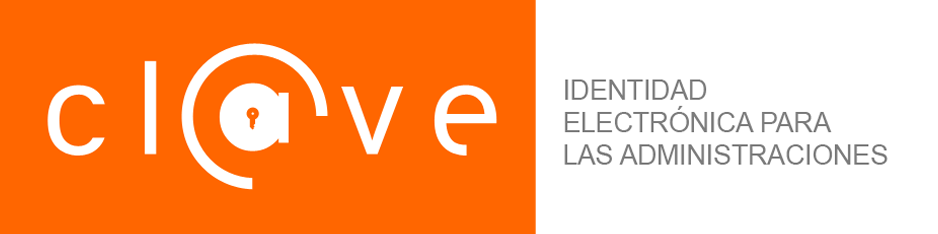 cl@ve
IDENTIDAD
ELECTRÓNICA PARA
LAS ADMINISTRACIONES